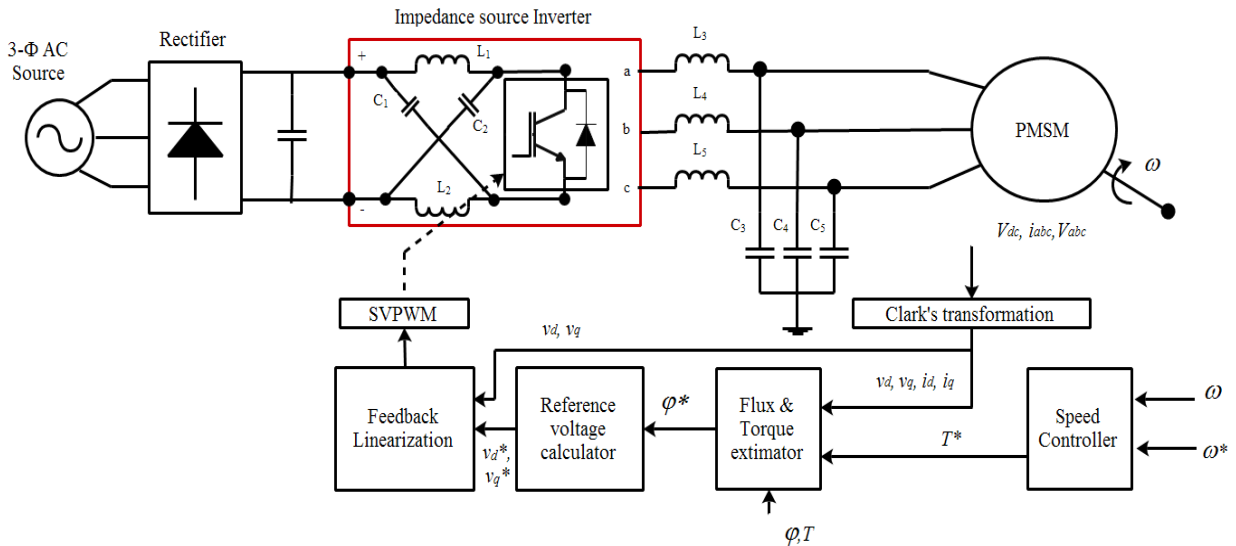 Impedance source Inverter
3-Φ AC
Source
Rectifier
+
-
L1
C1
C2
L2
a
b
c
L3
L4
L5
C3
C4
C5
PMSM
ω
Vdc, iabc,Vabc
SVPWM
Clark's transformation
vd, vq
vd, vq, id, iq
Feedback
Linearization
vd*,
vq*
Reference
voltage
calculator
φ*
Flux &
Torque
extimator
T*
Speed
Controller
ω
ω*
φ,T